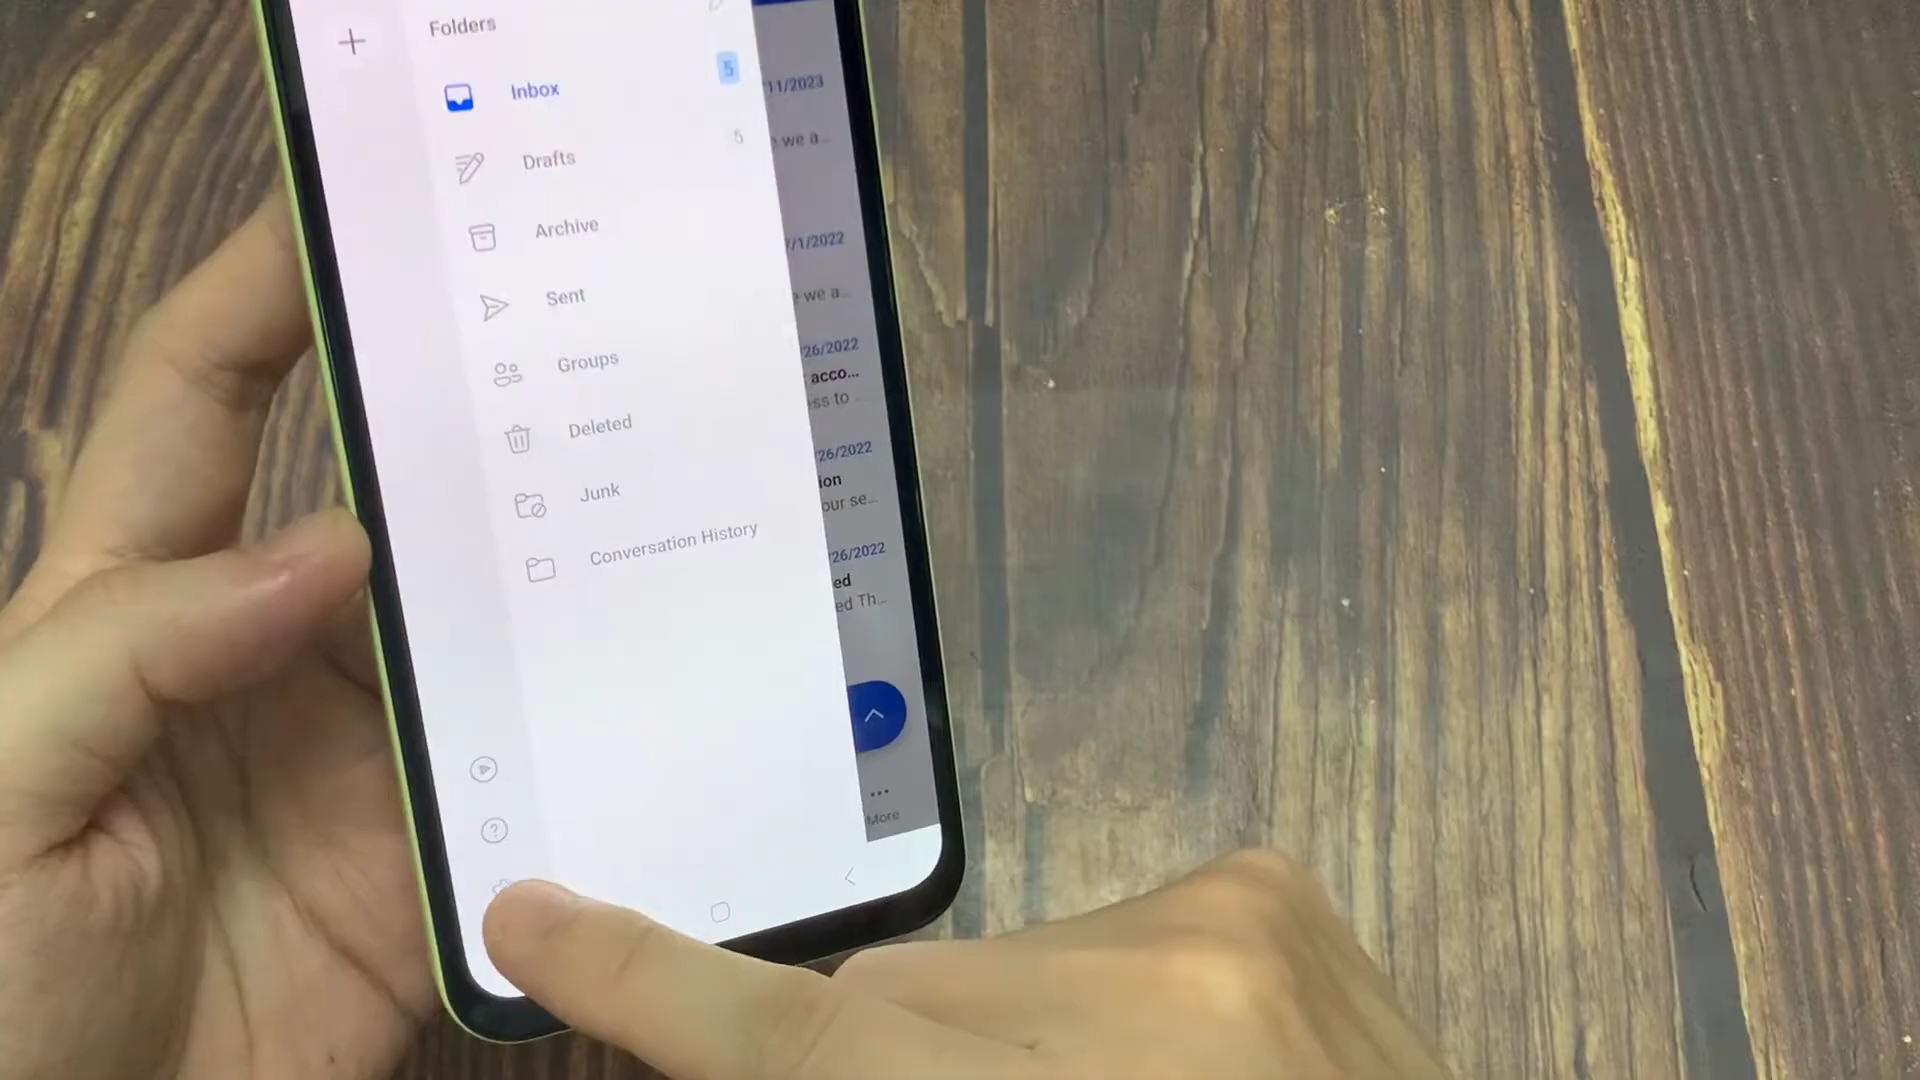 Folders
Inbox 5
Drafts 5
Archive
Sent
Groups
Deleted
Junk
Conversation History
11/2023
we a...
/1/2022
we a...
26/2022
acco...
ss to
26/2022
ion
our se...
26/2022
ed
ed Th...
More